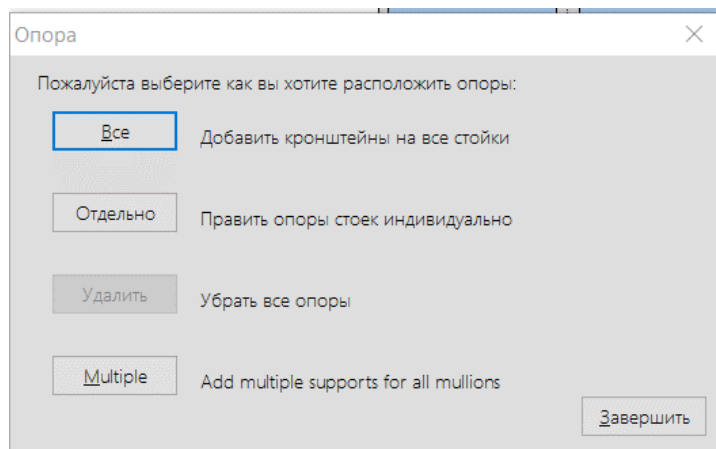 Опора
Пожалуйста выберите как вы хотите расположить опоры:
Все Добавить кронштейны на все стойки
Отдельно Править опоры стоек индивидуально
Удалить Убрать все опоры
Multiple Add multiple supports for all mullions
Завершить